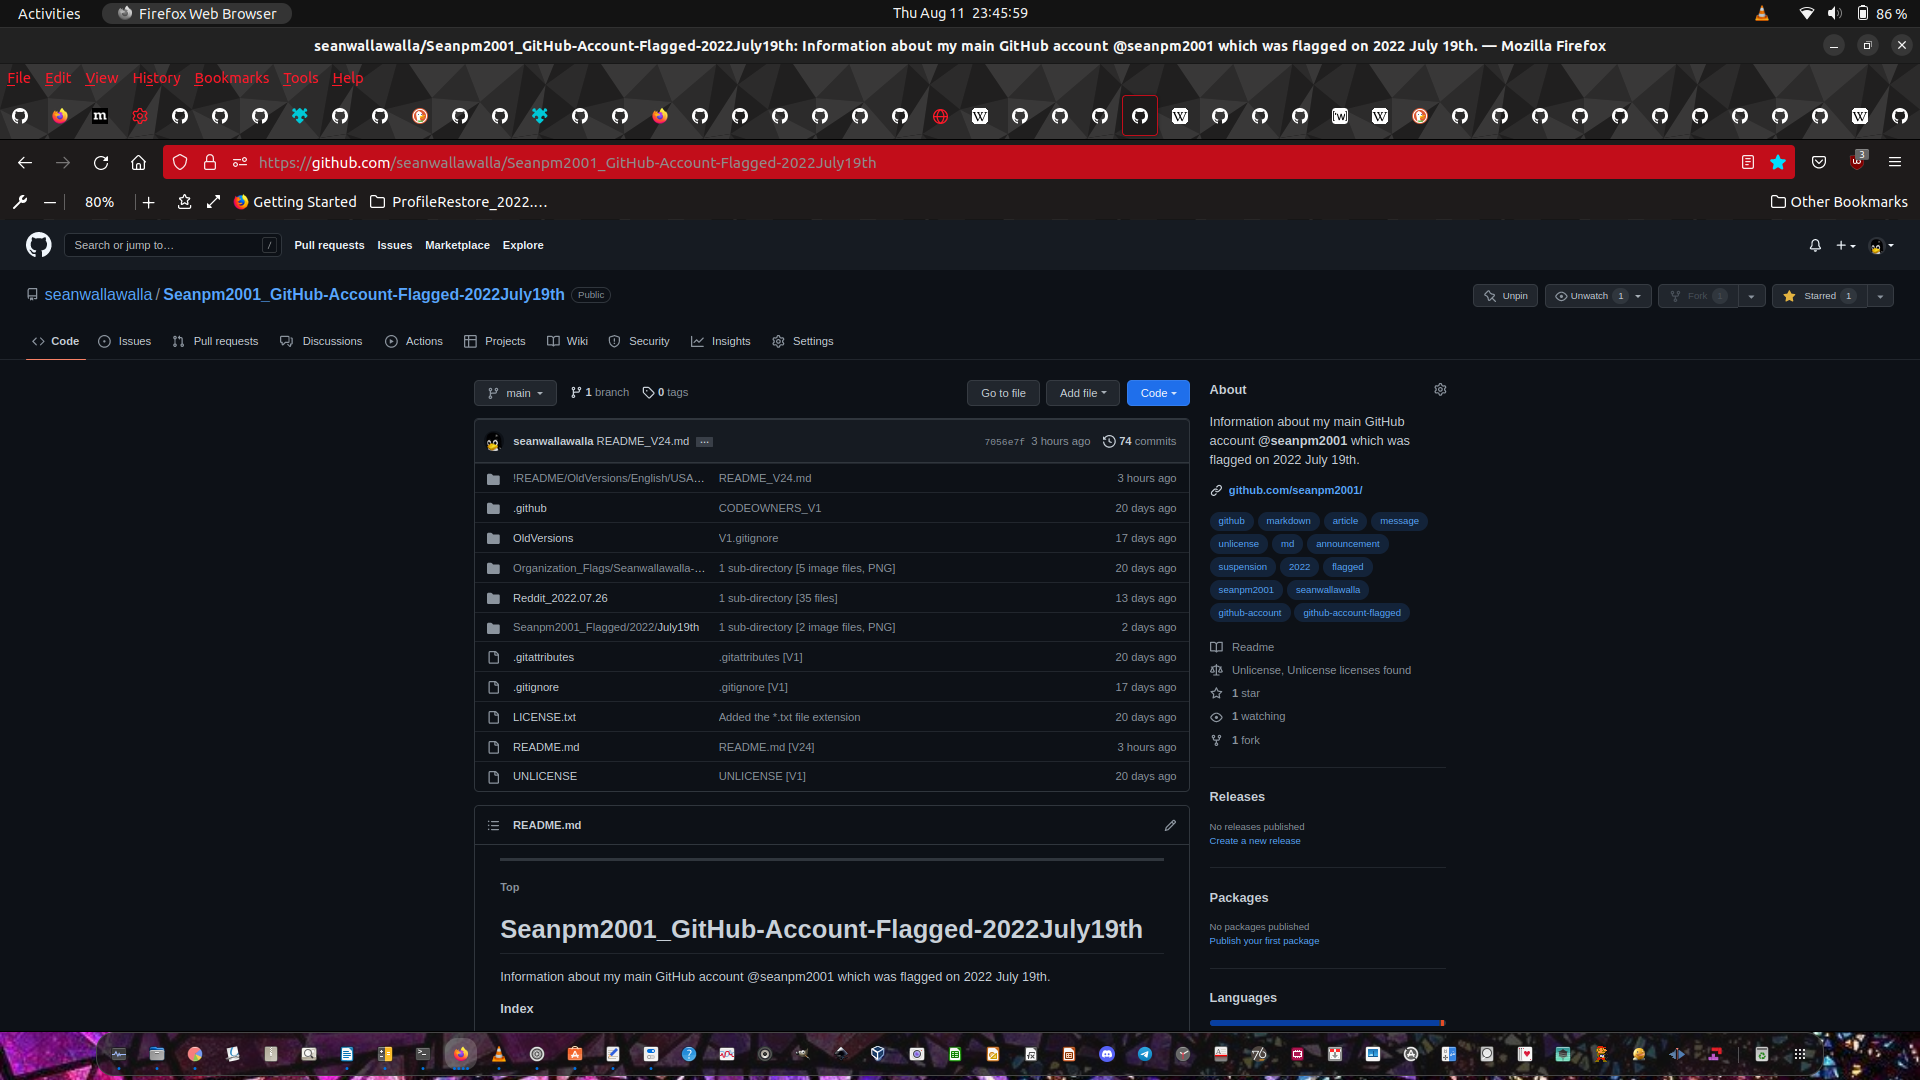 Activities
Firefox Web Browser
Thu Aug 11 23:45:59
86 %
seanwallawalla/Seanpm2001_GitHub-Account-Flagged-2022July19th: Information about my main GitHub account @seanpm2001 which was flagged on 2022 July 19th. — Mozilla Firefox
File Edit View History Bookmarks Tools Help
https://github.com/seanwallawalla/Seanpm2001_GitHub-Account-Flagged-2022July19th
3
80%
Getting Started
ProfileRestore_2022.…
Other Bookmarks
Search or jump to…
/
Pull requests
Issues
Marketplace
Explore
seanwallawalla / Seanpm2001_GitHub-Account-Flagged-2022July19th
Public
Unpin
Unwatch 1
Fork 1
Starred 1
Code
Issues
Pull requests
Discussions
Actions
Projects
Wiki
Security
Insights
Settings
main
1 branch
0 tags
Go to file
Add file
Code
seanwallawalla README_V24.md
7056e7f 3 hours ago
74 commits
!README/OldVersions/English/USA… README_V24.md 3 hours ago
.github CODEOWNERS_V1 20 days ago
OldVersions V1.gitignore 17 days ago
Organization_Flags/Seanwallawalla-… 1 sub-directory [5 image files, PNG] 20 days ago
Reddit_2022.07.26 1 sub-directory [35 files] 13 days ago
Seanpm2001_Flagged/2022/July19th 1 sub-directory [2 image files, PNG] 2 days ago
.gitattributes .gitattributes [V1] 20 days ago
.gitignore .gitignore [V1] 17 days ago
LICENSE.txt Added the *.txt file extension 20 days ago
README.md README.md [V24] 3 hours ago
UNLICENSE UNLICENSE [V1] 20 days ago
README.md
Top
Seanpm2001_GitHub-Account-Flagged-2022July19th
Information about my main GitHub account @seanpm2001 which was flagged on 2022 July 19th.
Index
About
Information about my main GitHub
account @seanpm2001 which was
flagged on 2022 July 19th.
github.com/seanpm2001/
github markdown article message
unlicense md announcement
suspension 2022 flagged
seanpm2001 seanwallawalla
github-account github-account-flagged
Readme
Unlicense, Unlicense licenses found
1 star
1 watching
1 fork
Releases
No releases published
Create a new release
Packages
No packages published
Publish your first package
Languages